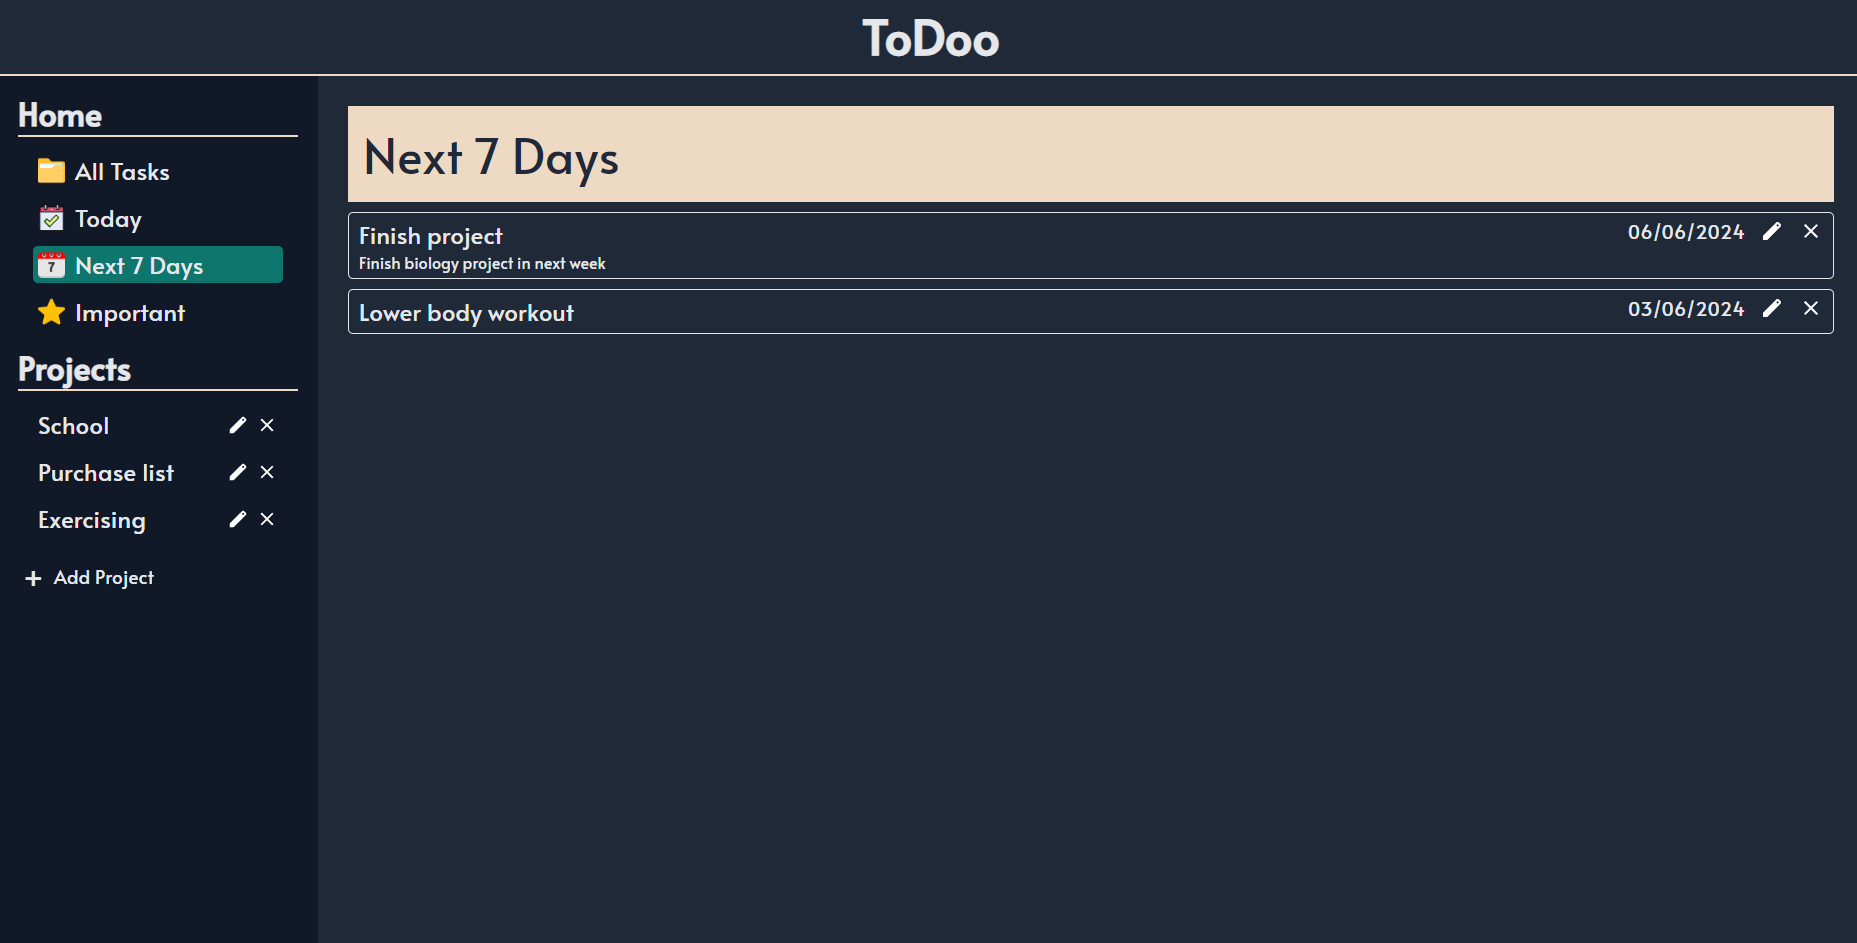 ToDoo
Home
All Tasks
Today
7 Next 7 Days
Important
Projects
School
Purchase list
Exercising
Add Project
Next 7 Days
Finish project 06/06/2024
Finish biology project in next week
Lower body workout 03/06/2024